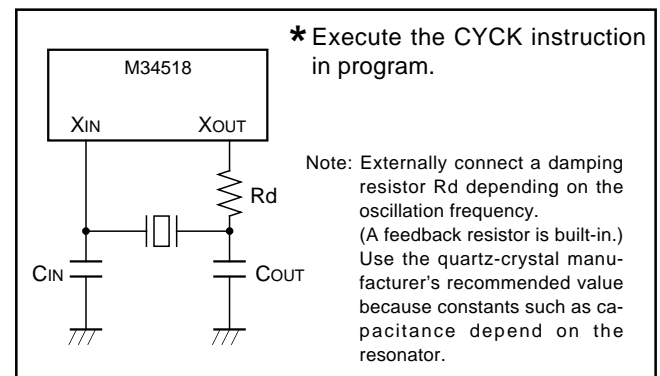 M34518
XIN
XOUT
Rd
CIN
COUT
* Execute the CYCK instruction
in program.
Note: Externally connect a damping
resistor Rd depending on the
oscillation frequency.
(A feedback resistor is built-in.)
Use the quartz-crystal manu-
facturer's recommended value
because constants such as ca-
pacitance depend on the
resonator.